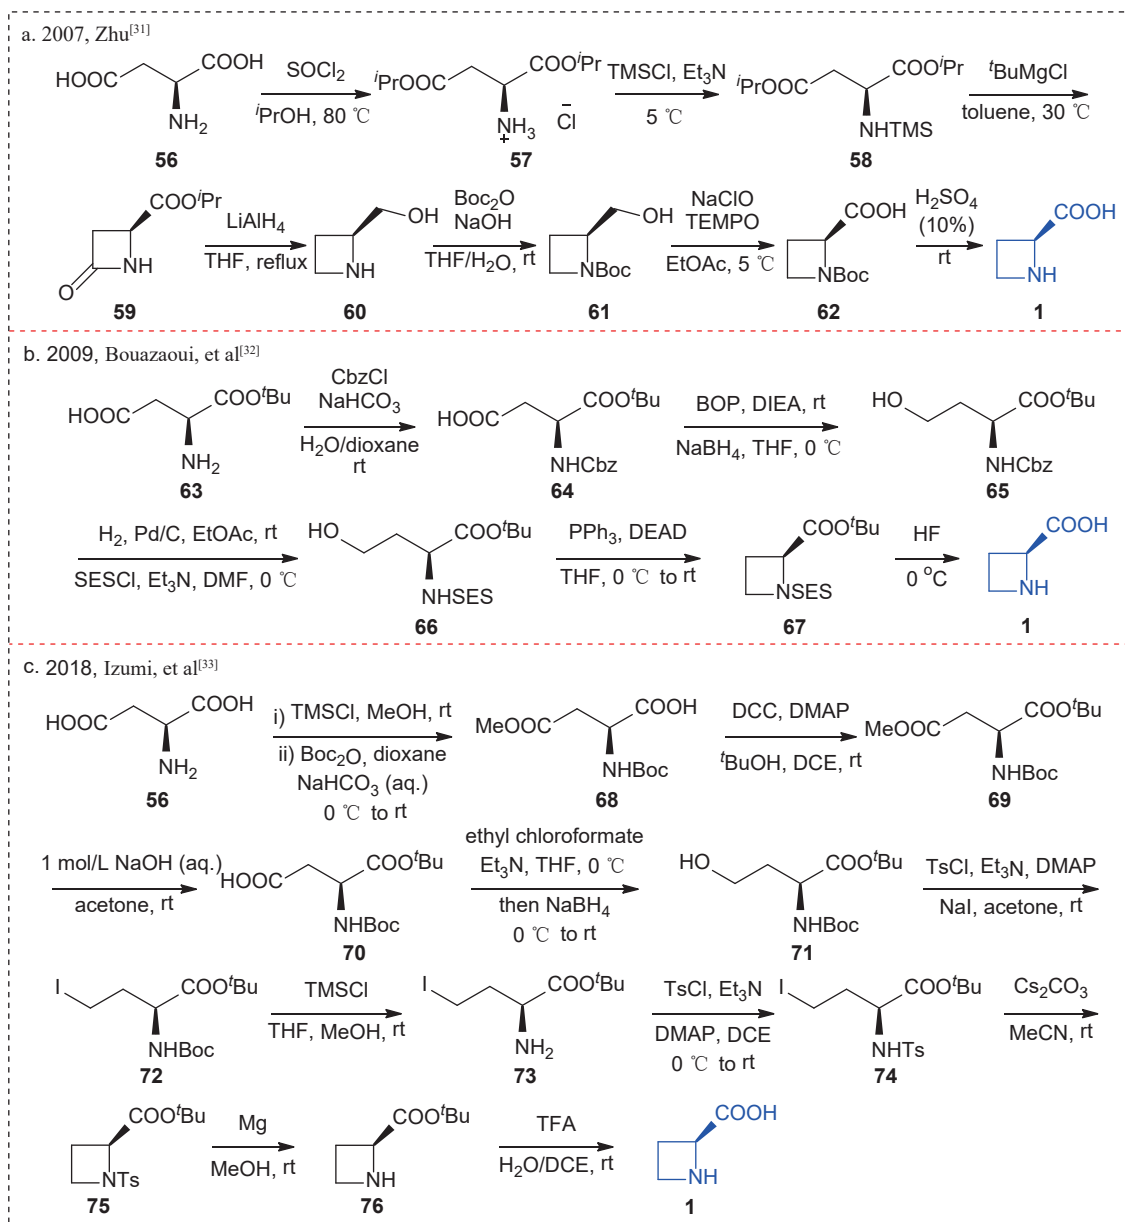 a. 2007, Zhu[31]
HOOC COOH NH2 56
SOCl2
iPrOH, 80 ℃
iPrOOC COOiPr NH3 + Cl − 57
TMSCl, Et3N
5 ℃
iPrOOC COOiPr NHTMS 58
tBuMgCl
toluene, 30 ℃
COOiPr NH O 59
LiAlH4
THF, reflux
OH NH 60
Boc2O
NaOH
THF/H2O, rt
OH NBoc 61
NaClO
TEMPO
EtOAc, 5 ℃
COOH NBoc 62
H2SO4
(10%)
rt
COOH NH 1
b. 2009, Bouazaoui, et al[32]
HOOC COOtBu NH2 63
CbzCl
NaHCO3
H2O/dioxane
rt
HOOC COOtBu NHCbz 64
BOP, DIEA, rt
NaBH4, THF, 0 ℃
HO COOtBu NHCbz 65
H2, Pd/C, EtOAc, rt
SESCl, Et3N, DMF, 0 ℃
HO COOtBu NHSES 66
PPh3, DEAD
THF, 0 ℃ to rt
COOtBu NSES 67
HF
0 oC
COOH NH 1
c. 2018, Izumi, et al[33]
HOOC COOH NH2 56
i) TMSCl, MeOH, rt
ii) Boc2O, dioxane
NaHCO3 (aq.)
0 ℃ to rt
MeOOC COOH NHBoc 68
DCC, DMAP
tBuOH, DCE, rt
MeOOC COOtBu NHBoc 69
1 mol/L NaOH (aq.)
acetone, rt
HOOC COOtBu NHBoc 70
ethyl chloroformate
Et3N, THF, 0 ℃
then NaBH4
0 ℃ to rt
HO COOtBu NHBoc 71
TsCl, Et3N, DMAP
NaI, acetone, rt
I COOtBu NHBoc 72
TMSCl
THF, MeOH, rt
I COOtBu NH2 73
TsCl, Et3N
DMAP, DCE
0 ℃ to rt
I COOtBu NHTs 74
Cs2CO3
MeCN, rt
COOtBu NTs 75
Mg
MeOH, rt
COOtBu NH 76
TFA
H2O/DCE, rt
COOH NH 1